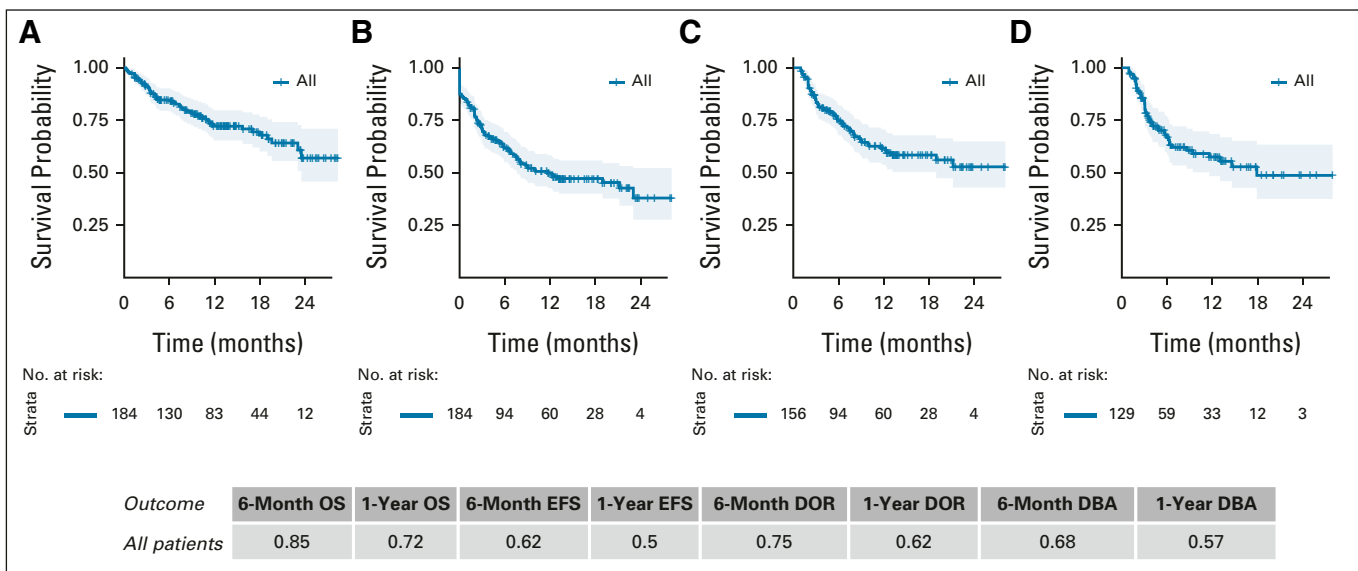 A
B
C
D
Survival Probability
1.00
0.75
0.50
0.25
All
0 6 12 18 24
Time (months)
Survival Probability
1.00
0.75
0.50
0.25
All
0 6 12 18 24
Time (months)
Survival Probability
1.00
0.75
0.50
0.25
All
0 6 12 18 24
Time (months)
Survival Probability
1.00
0.75
0.50
0.25
All
0 6 12 18 24
Time (months)
No. at risk:
Strata
184 130 83 44 12
No. at risk:
Strata
184 94 60 28 4
No. at risk:
Strata
156 94 60 28 4
No. at risk:
Strata
129 59 33 12 3
Outcome 6-Month OS 1-Year OS 6-Month EFS 1-Year EFS 6-Month DOR 1-Year DOR 6-Month DBA 1-Year DBA
All patients 0.85 0.72 0.62 0.5 0.75 0.62 0.68 0.57